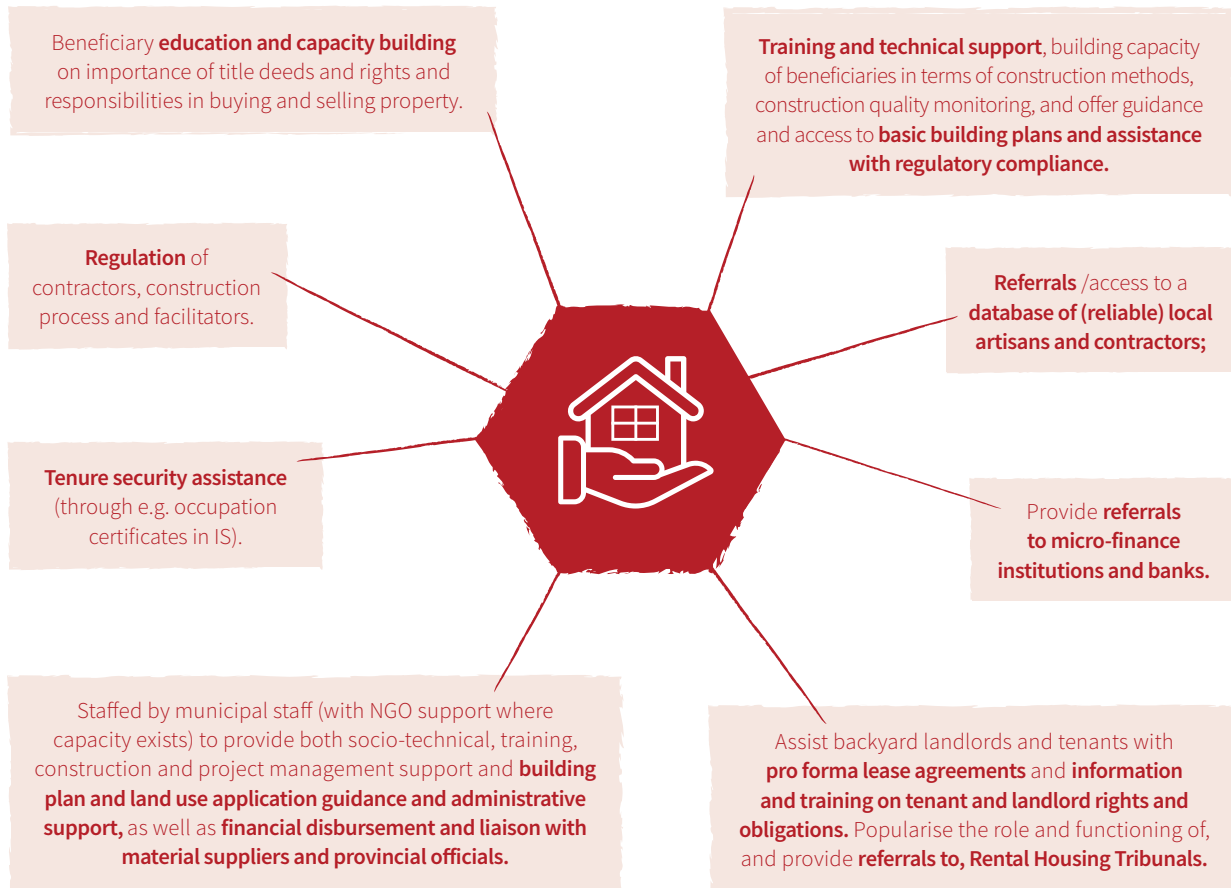 Beneficiary education and capacity building
on importance of title deeds and rights and
responsibilities in buying and selling property.
Training and technical support, building capacity
of beneficiaries in terms of construction methods,
construction quality monitoring, and offer guidance
and access to basic building plans and assistance
with regulatory compliance.
Regulation of
contractors, construction
process and facilitators.
Referrals /access to a
database of (reliable) local
artisans and contractors;
Tenure security assistance
(through e.g. occupation
certificates in IS).
Provide referrals
to micro-finance
institutions and banks.
Staffed by municipal staff (with NGO support where
capacity exists) to provide both socio-technical, training,
construction and project management support and building
plan and land use application guidance and administrative
support, as well as financial disbursement and liaison with
material suppliers and provincial officials.
Assist backyard landlords and tenants with
pro forma lease agreements and information
and training on tenant and landlord rights and
obligations. Popularise the role and functioning of,
and provide referrals to, Rental Housing Tribunals.